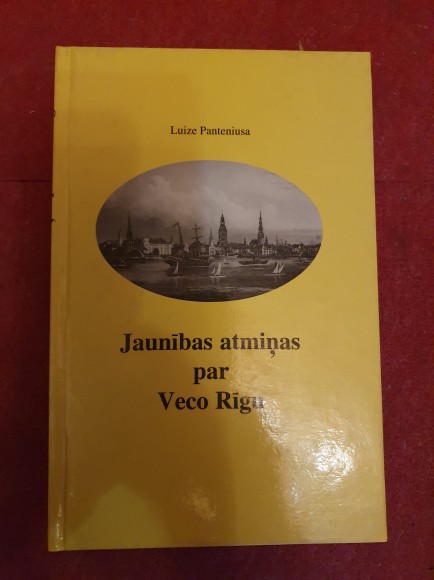 Luize Panteniusa
Jaunības atmiņas
par
Veco Rīgu